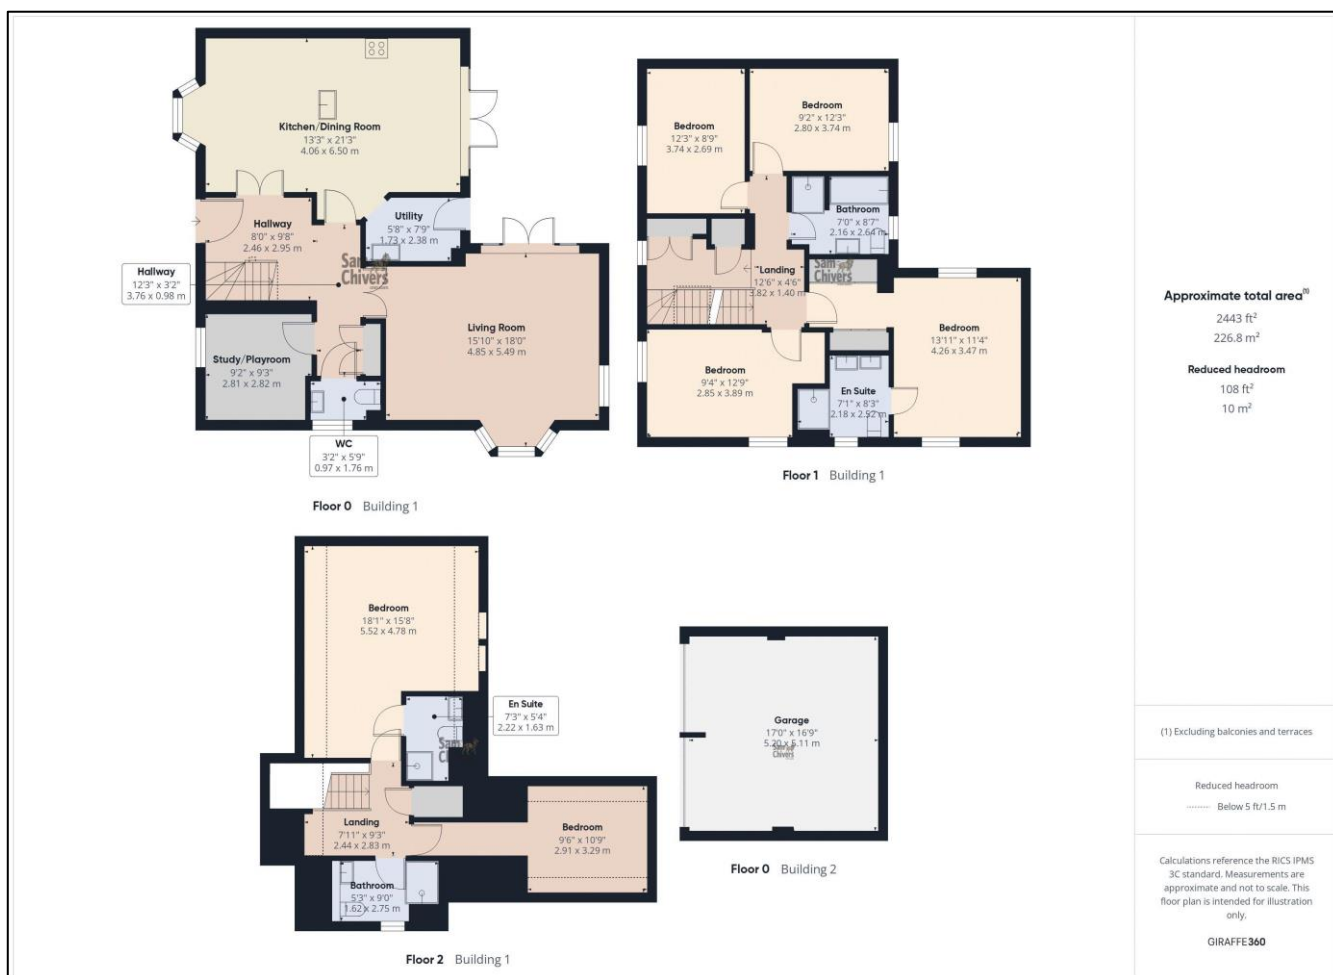 Kitchen/Dining Room
13'3" x 21'3"
4.06 x 6.50 m
Hallway
8'0" x 9'8"
2.46 x 2.95 m
Utility
5'8" x 7'9"
1.73 x 2.38 m
Hallway
12'3" x 3'2"
3.76 x 0.98 m
Sam
Chivers
Living Room
15'10" x 18'0"
4.85 x 5.49 m
Study/Playroom
9'2" x 9'3"
2.81 x 2.82 m
WC
3'2" x 5'9"
0.97 x 1.76 m
Floor 0 Building 1
Bedroom
12'3" x 8'9"
3.74 x 2.69 m
Bedroom
9'2" x 12'3"
2.80 x 3.74 m
Bathroom
7'0" x 8'7"
2.16 x 2.64 m
Landing
12'6" x 4'6"
3.82 x 1.40 m
Sam
Chivers
Bedroom
13'11" x 11'4"
4.26 x 3.47 m
Bedroom
9'4" x 12'9"
2.85 x 3.89 m
En Suite
7'1" x 8'3"
2.18 x 2.52 m
Floor 1 Building 1
Bedroom
18'1" x 15'8"
5.52 x 4.78 m
En Suite
7'3" x 5'4"
2.22 x 1.63 m
Sam
Chivers
Landing
7'11" x 9'3"
2.44 x 2.83 m
Bedroom
9'6" x 10'9"
2.91 x 3.29 m
Bathroom
5'3" x 9'0"
1.62 x 2.75 m
Floor 2 Building 1
Garage
17'0" x 16'9"
5.20 x 5.11 m
Sam
Chivers
Floor 0 Building 2
Approximate total area(1)
2443 ft²
226.8 m²
Reduced headroom
108 ft²
10 m²
(1) Excluding balconies and terraces
Reduced headroom
Below 5 ft/1.5 m
Calculations reference the RICS IPMS
3C standard. Measurements are
approximate and not to scale. This
floor plan is intended for illustration
only.
GIRAFFE360